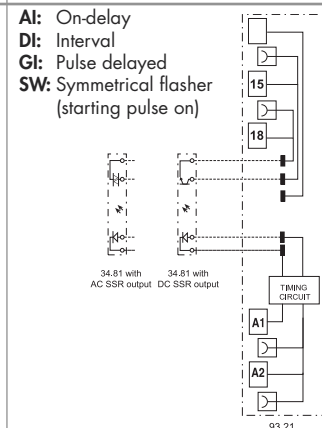 AI: On-delay
DI: Interval
GI: Pulse delayed
SW: Symmetrical flasher
(starting pulse on)
15
18
34.81 with
AC SSR output
34.81 with
DC SSR output
TIMING
CIRCUIT
A1
A2
93.21